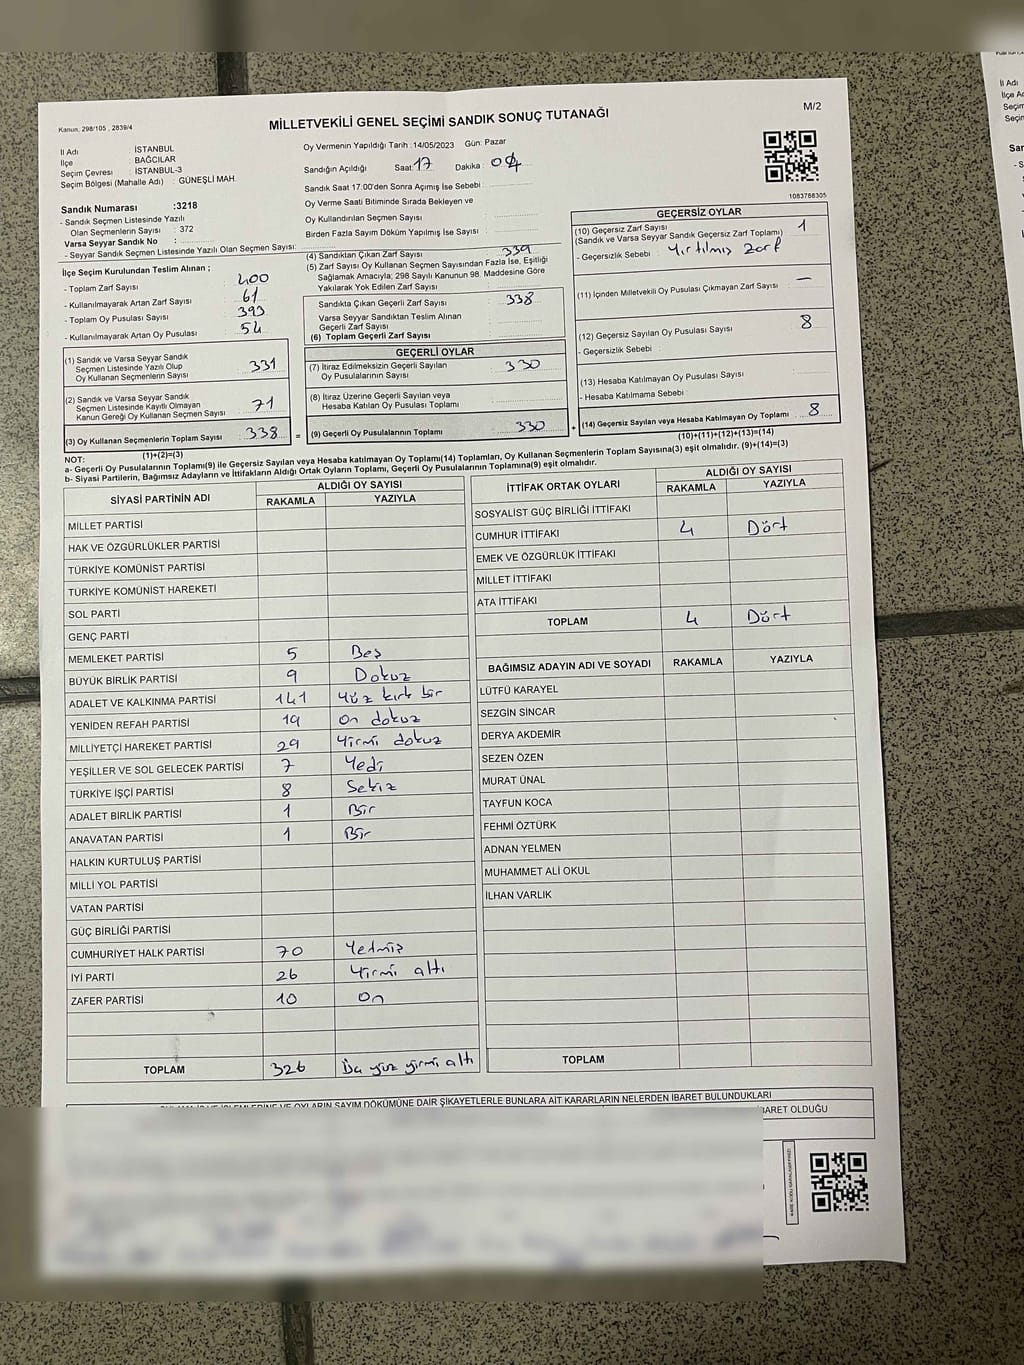 Kanun: 298/105 , 2839/4
MİLLETVEKİLİ GENEL SEÇİMİ SANDIK SONUÇ TUTANAĞI
M/2
İl Adı : İSTANBUL
İlçe : BAĞCILAR
Seçim Çevresi : İSTANBUL-3
Seçim Bölgesi (Mahalle Adı) : GÜNEŞLİ MAH.
Sandık Numarası :3218
- Sandık Seçmen Listesinde Yazılı
Olan Seçmenlerin Sayısı : 372
Varsa Seyyar Sandık No :
- Seyyar Sandık Seçmen Listesinde Yazılı Olan Seçmen Sayısı:
Oy Vermenin Yapıldığı Tarih :14/05/2023 Gün: Pazar
Sandığın Açıldığı Saat: 17 Dakika : 04
Sandık Saat 17:00'den Sonra Açımış İse Sebebi :
Oy Verme Saati Bitiminde Sırada Bekleyen ve
Oy Kullandırılan Seçmen Sayısı :
Birden Fazla Sayım Döküm Yapılmış İse Sayısı :
1083768305
İlçe Seçim Kurulundan Teslim Alınan ;
- Toplam Zarf Sayısı : 400
- Kullanılmayarak Artan Zarf Sayısı : 61
- Toplam Oy Pusulası Sayısı : 393
- Kullanılmayarak Artan Oy Pusulası : 54
(4) Sandıktan Çıkan Zarf Sayısı : 339
(5) Zarf Sayısı Oy Kullanan Seçmen Sayısından Fazla İse, Eşitliği
Sağlamak Amacıyla; 298 Sayılı Kanunun 98. Maddesine Göre
Yakılarak Yok Edilen Zarf Sayısı :
Sandıkta Çıkan Geçerli Zarf Sayısı : 338
Varsa Seyyar Sandıktan Teslim Alınan
Geçerli Zarf Sayısı :
(6) Toplam Geçerli Zarf Sayısı :
GEÇERSİZ OYLAR
(10) Geçersiz Zarf Sayısı 1
(Sandık ve Varsa Seyyar Sandık Geçersiz Zarf Toplamı) :
- Geçersizlik Sebebi : Yırtılmış zarf
(11) İçinden Milletvekili Oy Pusulası Çıkmayan Zarf Sayısı : —
(12) Geçersiz Sayılan Oy Pusulası Sayısı : 8
- Geçersizlik Sebebi :
(13) Hesaba Katılmayan Oy Pusulası Sayısı :
- Hesaba Katılmama Sebebi :
(14) Geçersiz Sayılan veya Hesaba Katılmayan Oy Toplamı : 8
(10)+(11)+(12)+(13)=(14)
(1) Sandık ve Varsa Seyyar Sandık
Seçmen Listesinde Yazılı Olup
Oy Kullanan Seçmenlerin Sayısı : 331
(2) Sandık ve Varsa Seyyar Sandık
Seçmen Listesinde Kayıtlı Olmayan
Kanun Gereği Oy Kullanan Seçmen Sayısı : 71
(3) Oy Kullanan Seçmenlerin Toplam Sayısı : 338 =
GEÇERLİ OYLAR
(7) İtiraz Edilmeksizin Geçerli Sayılan
Oy Pusulalarının Sayısı : 330
(8) İtiraz Üzerine Geçerli Sayılan veya
Hesaba Katılan Oy Pusulası Toplamı :
(9) Geçerli Oy Pusulalarının Toplamı : 330 +
NOT: (1)+(2)=(3)
a- Geçerli Oy Pusulalarının Toplamı(9) ile Geçersiz Sayılan veya Hesaba katılmayan Oy Toplamı(14) Toplamları, Oy Kullanan Seçmenlerin Toplam Sayısına(3) eşit olmalıdır. (9)+(14)=(3)
b- Siyasi Partilerin, Bağımsız Adayların ve İttifakların Aldığı Ortak Oyların Toplamı, Geçerli Oy Pusulalarının Toplamına(9) eşit olmalıdır.
SİYASİ PARTİNİN ADI ALDIĞI OY SAYISI
RAKAMLA YAZIYLA
MİLLET PARTİSİ
HAK VE ÖZGÜRLÜKLER PARTİSİ
TÜRKİYE KOMÜNİST PARTİSİ
TÜRKİYE KOMÜNİST HAREKETİ
SOL PARTİ
GENÇ PARTİ
MEMLEKET PARTİSİ 5 Beş
BÜYÜK BİRLİK PARTİSİ 9 Dokuz
ADALET VE KALKINMA PARTİSİ 141 Yüz kırk bir
YENİDEN REFAH PARTİSİ 19 On dokuz
MİLLİYETÇİ HAREKET PARTİSİ 29 Yirmi dokuz
YEŞİLLER VE SOL GELECEK PARTİSİ 7 Yedi
TÜRKİYE İŞÇİ PARTİSİ 8 Sekiz
ADALET BİRLİK PARTİSİ 1 Bir
ANAVATAN PARTİSİ 1 Bir
HALKIN KURTULUŞ PARTİSİ
MİLLİ YOL PARTİSİ
VATAN PARTİSİ
GÜÇ BİRLİĞİ PARTİSİ
CUMHURİYET HALK PARTİSİ 70 Yetmiş
İYİ PARTİ 26 Yirmi altı
ZAFER PARTİSİ 10 On
TOPLAM 326 yüz yirmi altı
İTTİFAK ORTAK OYLARI ALDIĞI OY SAYISI
RAKAMLA YAZIYLA
SOSYALİST GÜÇ BİRLİĞİ İTTİFAKI
CUMHUR İTTİFAKI 4 Dört
EMEK VE ÖZGÜRLÜK İTTİFAKI
MİLLET İTTİFAKI
ATA İTTİFAKI
TOPLAM 4 Dört
BAĞIMSIZ ADAYIN ADI VE SOYADI RAKAMLA YAZIYLA
LÜTFÜ KARAYEL
SEZGİN SİNCAR
DERYA AKDEMİR
SEZEN ÖZEN
MURAT ÜNAL
TAYFUN KOCA
FEHMİ ÖZTÜRK
ADNAN YELMEN
MUHAMMET ALİ OKUL
İLHAN VARLIK
TOPLAM
OYLARIN SAYIM DÖKÜMÜNE DAİR ŞİKAYETLERLE BUNLARA AİT KARARLARIN NELERDEN İBARET BULUNDUKLARI
İBARET OLDUĞU